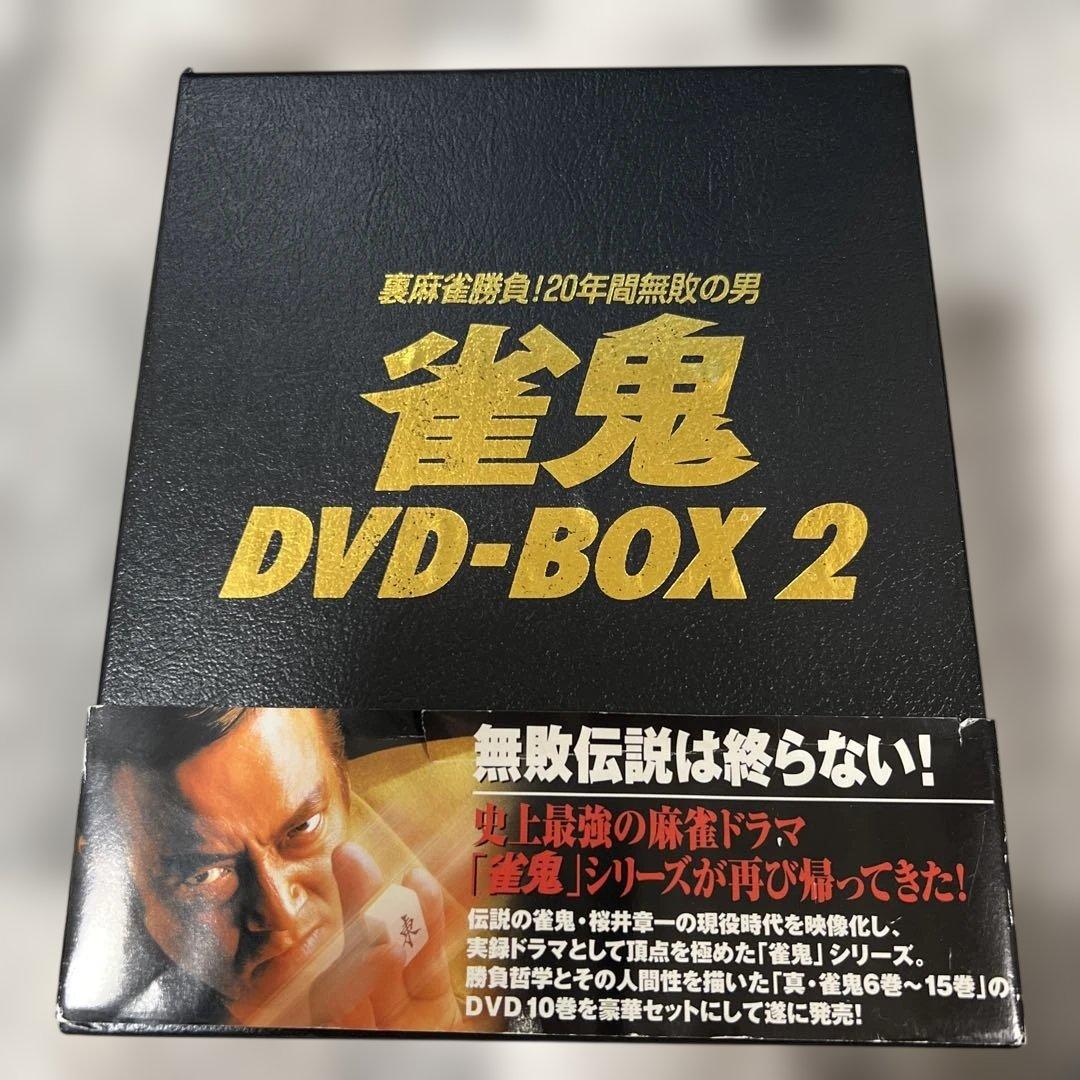 裏麻雀勝負!20年間無敗の男
雀鬼
DVD-BOX 2
無敗伝説は終らない!
史上最強の麻雀ドラマ
「雀鬼」シリーズが再び帰ってきた!
伝説の雀鬼・桜井章一の現役時代を映像化し、
実録ドラマとして頂点を極めた「雀鬼」シリーズ。
勝負哲学とその人間性を描いた「真・雀鬼6巻~15巻」の
DVD10巻を豪華セットにして遂に発売!
東